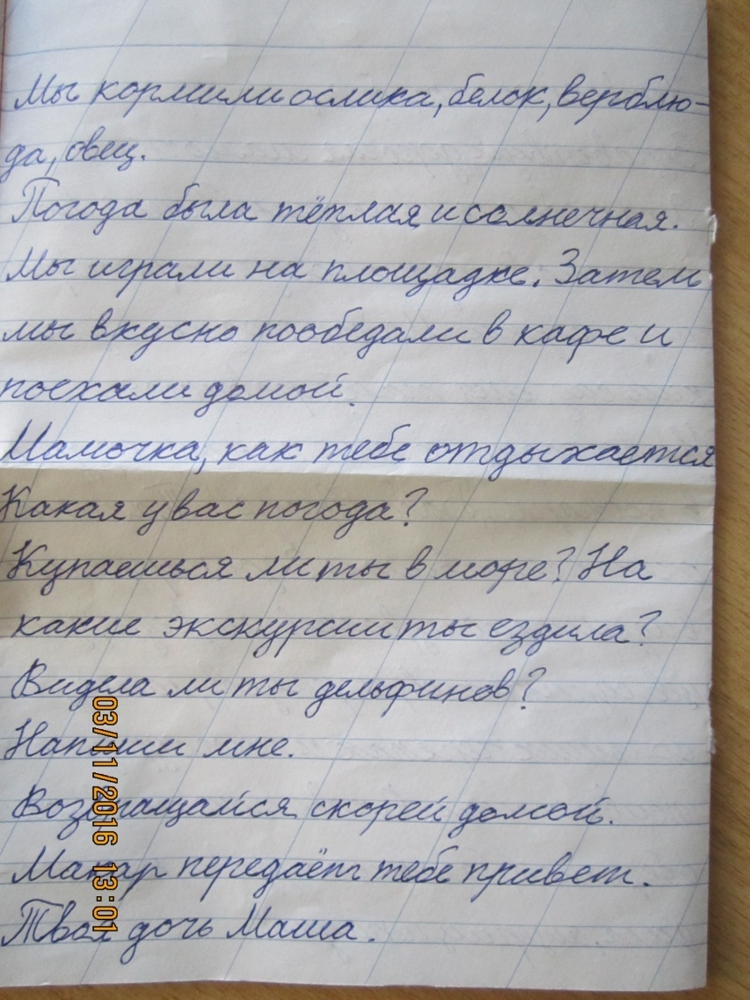 Мы кормили ослика, белок, верблю-
да, овец.
Погода была тёплая и солнечная.
Мы играли на площадке. Затем
мы вкусно пообедали в кафе и
поехали домой.
Мамочка, как тебе отдыхается
Какая у вас погода?
Купаешься ли ты в море? На
какие экскурсии ты ездила?
Видела ли ты дельфинов?
Напиши мне.
Возвращайся скорей домой.
Макар передаёт тебе привет.
Твоя дочь Маша.
03/11/2016 13:01